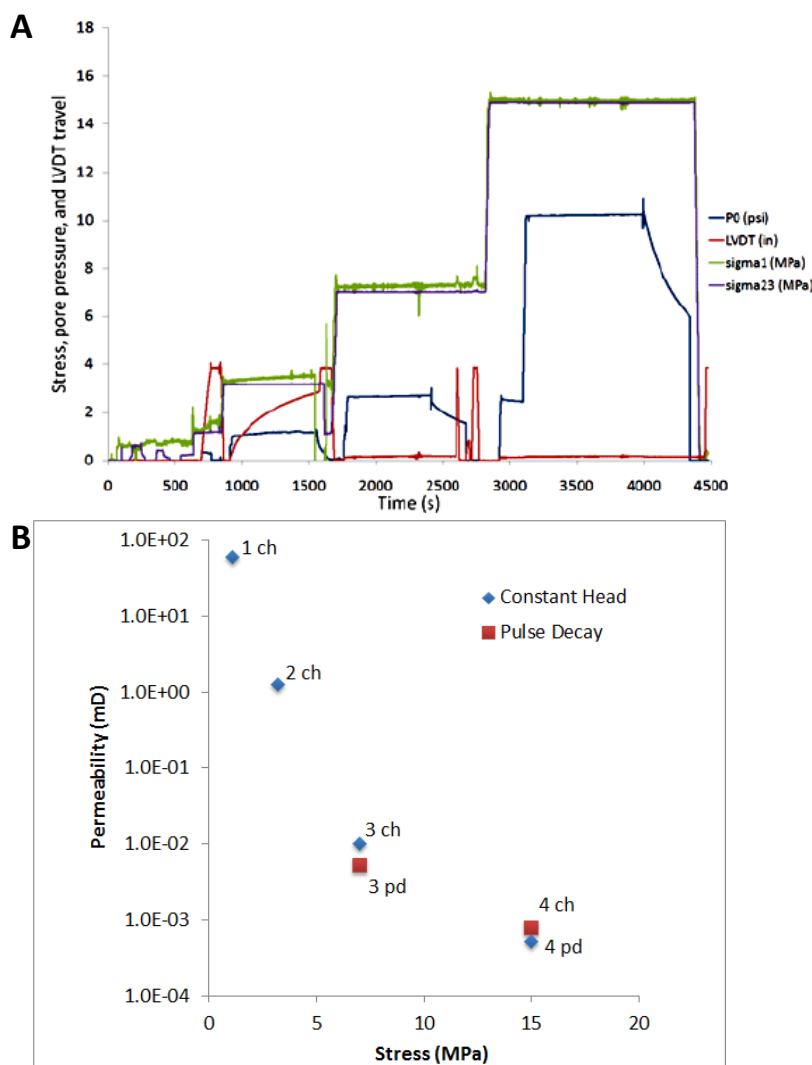 A
Stress, pore pressure, and LVDT travel
18
16
14
12
10
8
6
4
2
0
P0 (psi)
LVDT (in)
sigma1 (MPa)
sigma23 (MPa)
0 500 1000 1500 2000 2500 3000 3500 4000 4500
Time (s)
B
Permeability (mD)
1.0E+02
1.0E+01
1.0E+00
1.0E-01
1.0E-02
1.0E-03
1.0E-04
1 ch
Constant Head
Pulse Decay
2 ch
3 ch
3 pd
4 ch
4 pd
0 5 10 15 20
Stress (MPa)